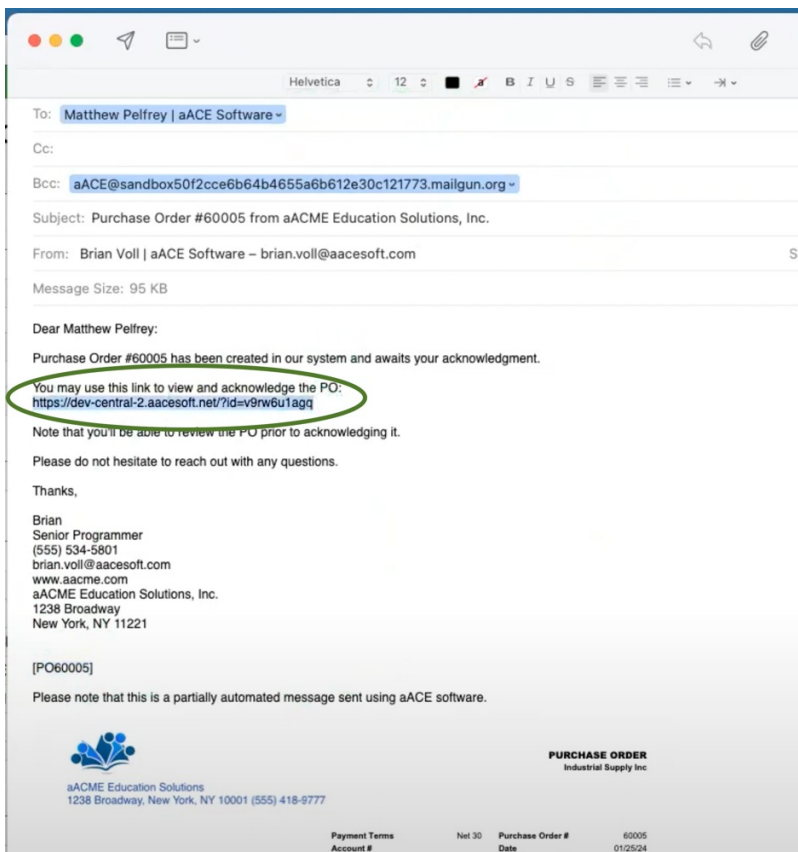 Helvetica 12 a B I U S
To: Matthew Pelfrey | aACE Software
Cc:
Bcc: aACE@sandbox50f2cce6b64b4655a6b612e30c121773.mailgun.org
Subject: Purchase Order #60005 from aACME Education Solutions, Inc.
From: Brian Voll | aACE Software – brian.voll@aacesoft.com S
Message Size: 95 KB
Dear Matthew Pelfrey:
Purchase Order #60005 has been created in our system and awaits your acknowledgment.
You may use this link to view and acknowledge the PO:
https://dev-central-2.aacesoft.net/?id=v9rw6u1agq
Note that you'll be able to review the PO prior to acknowledging it.
Please do not hesitate to reach out with any questions.
Thanks,
Brian
Senior Programmer
(555) 534-5801
brian.voll@aacesoft.com
www.aacme.com
aACME Education Solutions, Inc.
1238 Broadway
New York, NY 11221
[PO60005]
Please note that this is a partially automated message sent using aACE software.
PURCHASE ORDER
Industrial Supply Inc
aACME Education Solutions
1238 Broadway, New York, NY 10001 (555) 418-9777
Payment Terms Net 30 Purchase Order # 60005
Account # Date 01/25/24